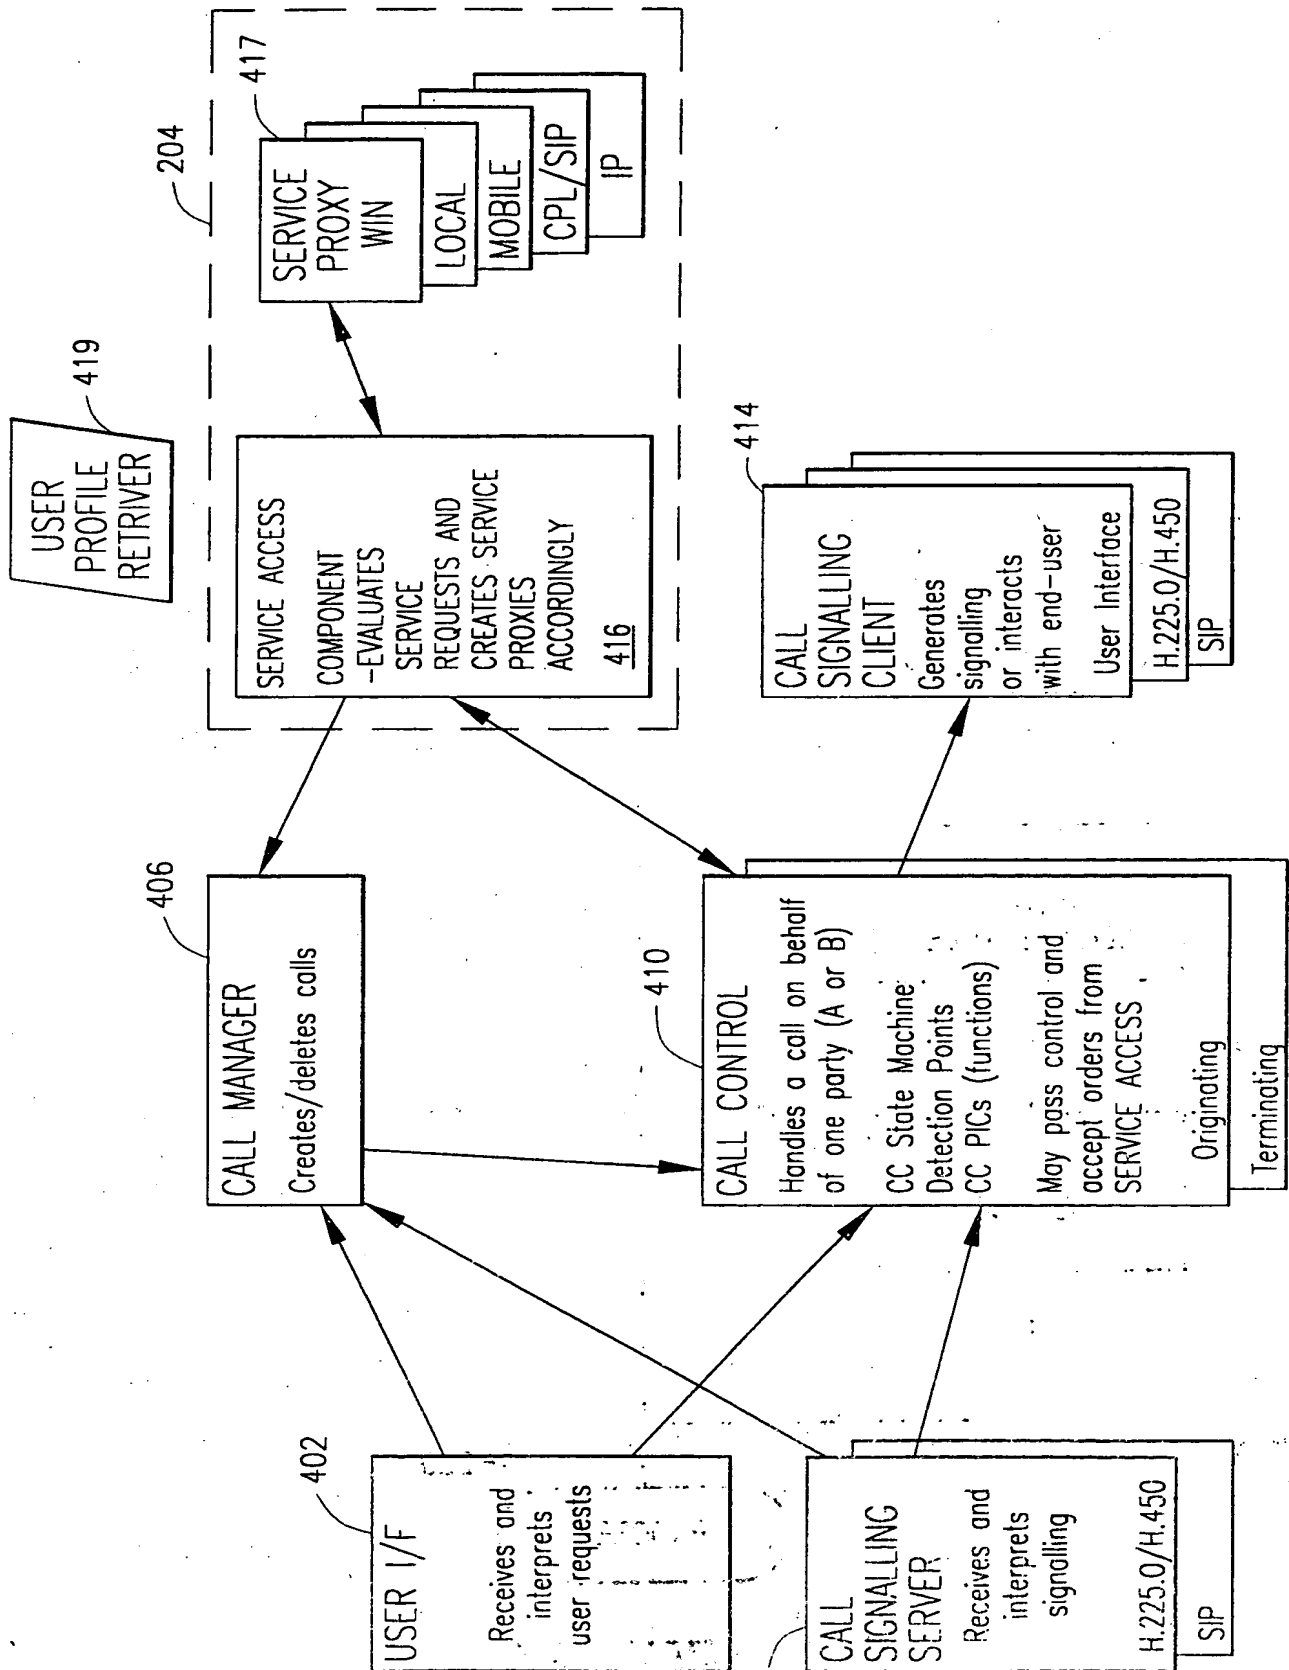 USER I/F
Receives and
interprets
user requests
402
CALL
SIGNALLING
SERVER
Receives and
interprets
signalling
H.225.0/H.450
SIP
CALL MANAGER
Creates/deletes calls
406
CALL CONTROL
Handles a call on behalf
of one party (A or B)
CC State Machine
Detection Points
CC PICs (functions)
May pass control and
accept orders from
SERVICE ACCESS
Originating
Terminating
410
SERVICE ACCESS
COMPONENT
-EVALUATES
SERVICE
REQUESTS AND
CREATES SERVICE
PROXIES
ACCORDINGLY
416
CALL
SIGNALLING
CLIENT
Generates
signalling
or interacts
with end-user
User Interface
H.225.0/H.450
SIP
414
USER
PROFILE
RETRIVER
419
204
SERVICE
PROXY
WIN
LOCAL
MOBILE
CPL/SIP
IP
417